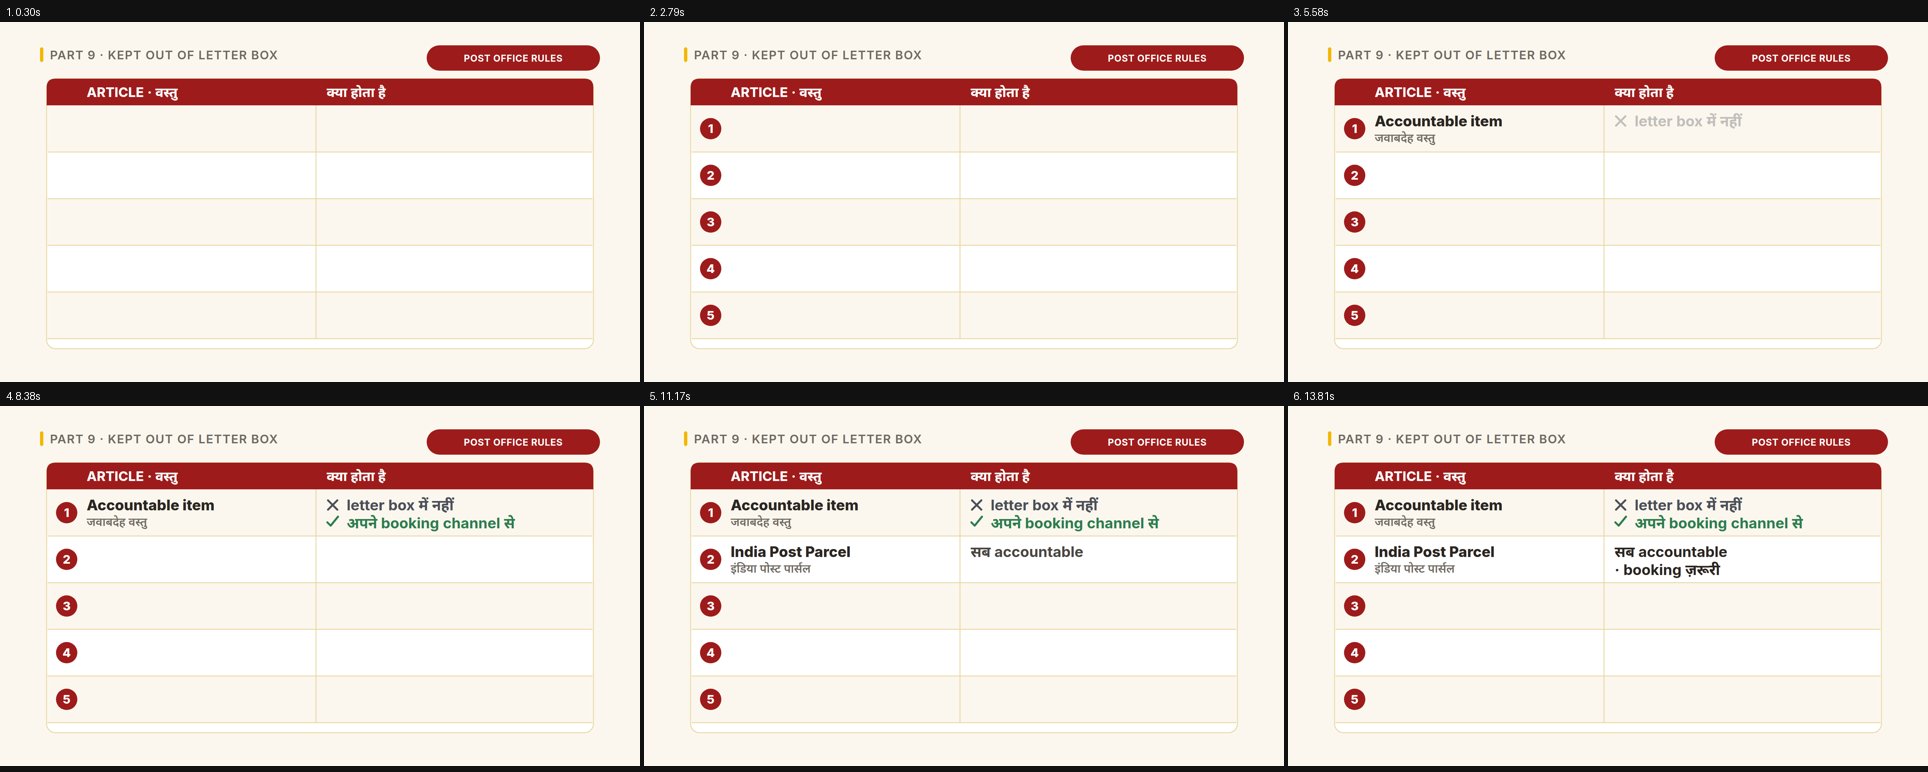 1. 0.30s
PART 9 · KEPT OUT OF LETTER BOX
POST OFFICE RULES
ARTICLE · वस्तु
क्या होता है
2. 2.79s
PART 9 · KEPT OUT OF LETTER BOX
POST OFFICE RULES
ARTICLE · वस्तु
क्या होता है
1
2
3
4
5
3. 5.58s
PART 9 · KEPT OUT OF LETTER BOX
POST OFFICE RULES
ARTICLE · वस्तु
क्या होता है
1
Accountable item
जवाबदेह वस्तु
✕ letter box में नहीं
2
3
4
5
4. 8.38s
PART 9 · KEPT OUT OF LETTER BOX
POST OFFICE RULES
ARTICLE · वस्तु
क्या होता है
1
Accountable item
जवाबदेह वस्तु
✕ letter box में नहीं
✓ अपने booking channel से
2
3
4
5
5. 11.17s
PART 9 · KEPT OUT OF LETTER BOX
POST OFFICE RULES
ARTICLE · वस्तु
क्या होता है
1
Accountable item
जवाबदेह वस्तु
✕ letter box में नहीं
✓ अपने booking channel से
2
India Post Parcel
इंडिया पोस्ट पार्सल
सब accountable
3
4
5
6. 13.81s
PART 9 · KEPT OUT OF LETTER BOX
POST OFFICE RULES
ARTICLE · वस्तु
क्या होता है
1
Accountable item
जवाबदेह वस्तु
✕ letter box में नहीं
✓ अपने booking channel से
2
India Post Parcel
इंडिया पोस्ट पार्सल
सब accountable
· booking ज़रूरी
3
4
5